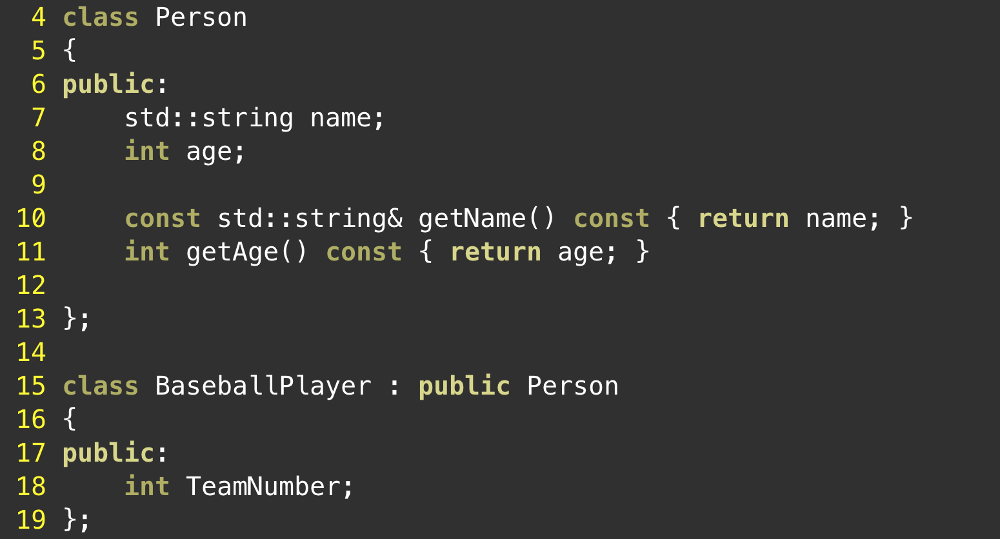 4 class Person
5 {
6 public:
7     std::string name;
8     int age;
9
10     const std::string& getName() const { return name; }
11     int getAge() const { return age; }
12
13 };
14
15 class BaseballPlayer : public Person
16 {
17 public:
18     int TeamNumber;
19 };